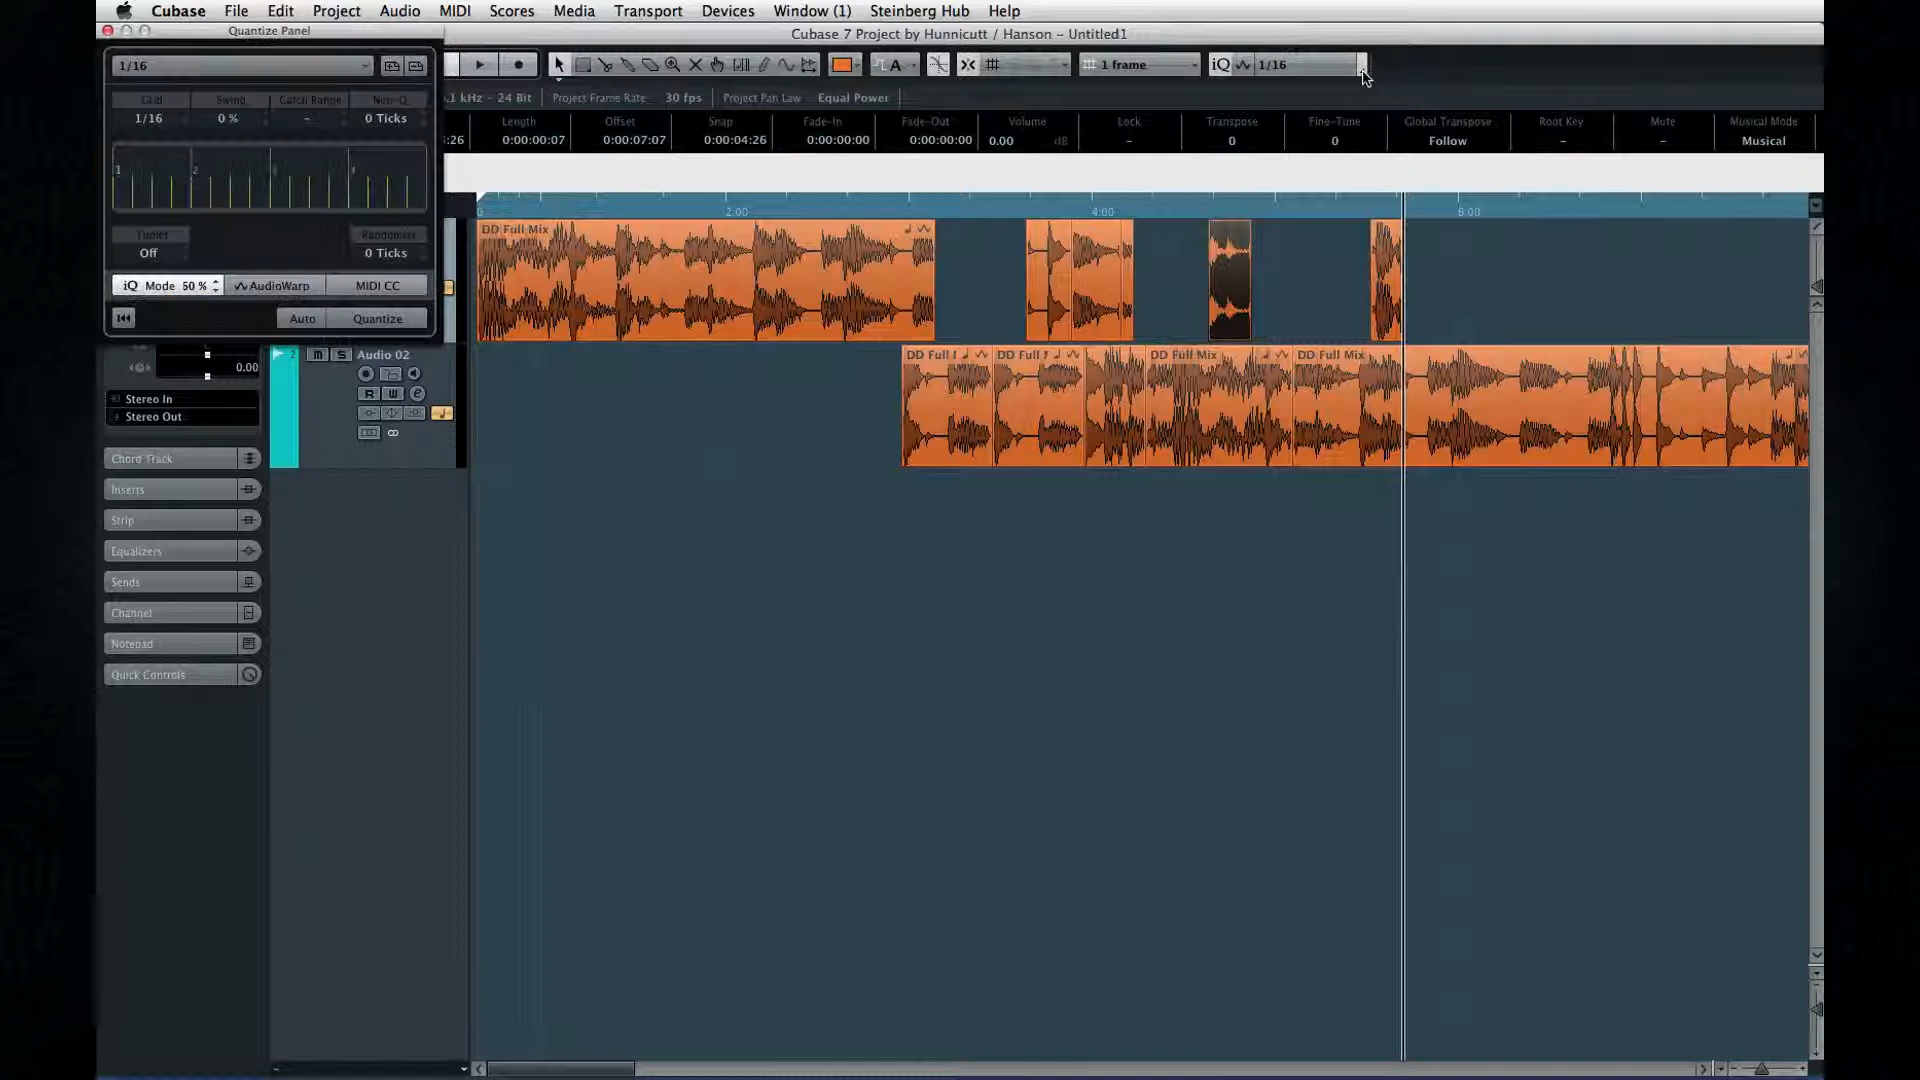 Cubase File Edit Project Audio MIDI Scores Media Transport Devices Window (1) Steinberg Hub Help
Quantize Panel
Cubase 7 Project by Hunnicutt / Hanson - Untitled1
1/16
A
1 frame
iQ
1/16
Grid Swing Catch Range Non-Q.
1/16 0 % - 0 Ticks
.1 kHz - 24 Bit Project Frame Rate 30 fps Project Pan Law Equal Power
Length Offset Snap Fade-In Fade-Out Volume Lock Transpose Fine-Tune Global Transpose Root Key Mute Musical Mode
:26 0:00:00:07 0:00:07:07 0:00:04:26 0:00:00:00 0:00:00:00 0.00 dB - 0 0 Follow - - Musical
1 2 3 4
0 2:00 4:00 6:00
Tuplet Randomize
Off 0 Ticks
iQ Mode 50 % AudioWarp MIDI CC
Auto Quantize
DD Full Mix
2 m S Audio 02
R W e
0.00
Stereo In
Stereo Out
DD Full DD Full DD Full Mix DD Full Mix
Chord Track
Inserts
Strip
Equalizers
Sends
Channel
Notepad
Quick Controls